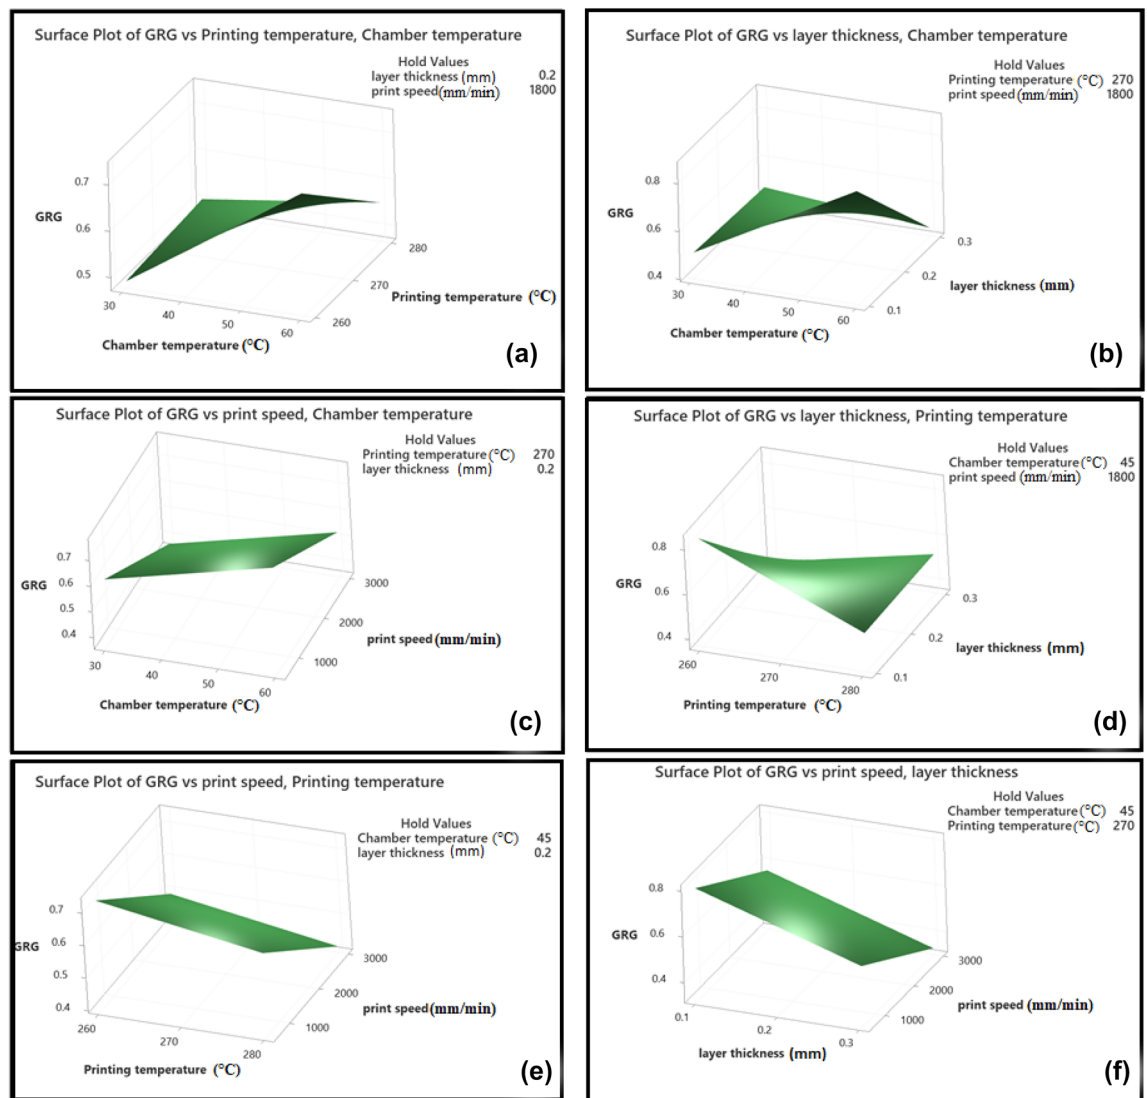 Surface Plot of GRG vs Printing temperature, Chamber temperature
Hold Values
layer thickness (mm) 0.2
print speed(mm/min) 1800
0.7
GRG
0.6
0.5
30
40
50
60
280
270
260
Printing temperature (°C)
Chamber temperature (°C)
(a)
Surface Plot of GRG vs layer thickness, Chamber temperature
Hold Values
Printing temperature (°C) 270
print speed (mm/min) 1800
0.8
GRG
0.6
0.4
30
40
50
60
0.3
0.2
0.1
layer thickness (mm)
Chamber temperature (°C)
(b)
Surface Plot of GRG vs print speed, Chamber temperature
Hold Values
Printing temperature (°C) 270
layer thickness (mm) 0.2
0.7
GRG 0.6
0.5
0.4
30
40
50
60
3000
2000
1000
print speed (mm/min)
Chamber temperature (°C)
(c)
Surface Plot of GRG vs layer thickness, Printing temperature
Hold Values
Chamber temperature (°C) 45
print speed (mm/min) 1800
0.8
GRG
0.6
0.4
260
270
280
0.3
0.2
0.1
layer thickness (mm)
Printing temperature (°C)
(d)
Surface Plot of GRG vs print speed, Printing temperature
Hold Values
Chamber temperature (°C) 45
layer thickness (mm) 0.2
0.7
GRG 0.6
0.5
0.4
260
270
280
3000
2000
1000
print speed (mm/min)
Printing temperature (°C)
(e)
Surface Plot of GRG vs print speed, layer thickness
Hold Values
Chamber temperature (°C) 45
Printing temperature(°C) 270
0.8
GRG 0.6
0.4
0.1
0.2
0.3
3000
2000
1000
print speed (mm/min)
layer thickness (mm)
(f)